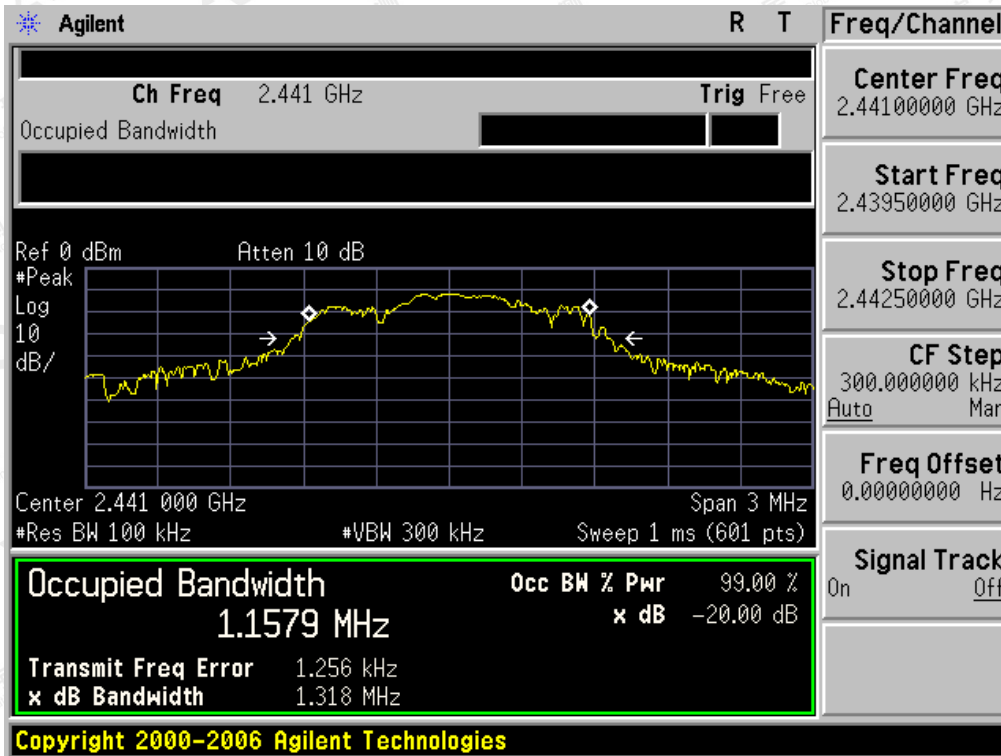 Agilent R T Freq/Channel
Ch Freq 2.441 GHz Trig Free
Occupied Bandwidth
Center Freq
2.44100000 GHz
Start Freq
2.43950000 GHz
Stop Freq
2.44250000 GHz
CF Step
300.000000 kHz
Auto Man
Freq Offset
0.00000000 Hz
Signal Track
On Off
Ref 0 dBm Atten 10 dB
#Peak
Log
10
dB/
Center 2.441 000 GHz Span 3 MHz
#Res BW 100 kHz #VBW 300 kHz Sweep 1 ms (601 pts)
Occupied Bandwidth Occ BW % Pwr 99.00 %
1.1579 MHz x dB -20.00 dB
Transmit Freq Error 1.256 kHz
x dB Bandwidth 1.318 MHz
Copyright 2000-2006 Agilent Technologies